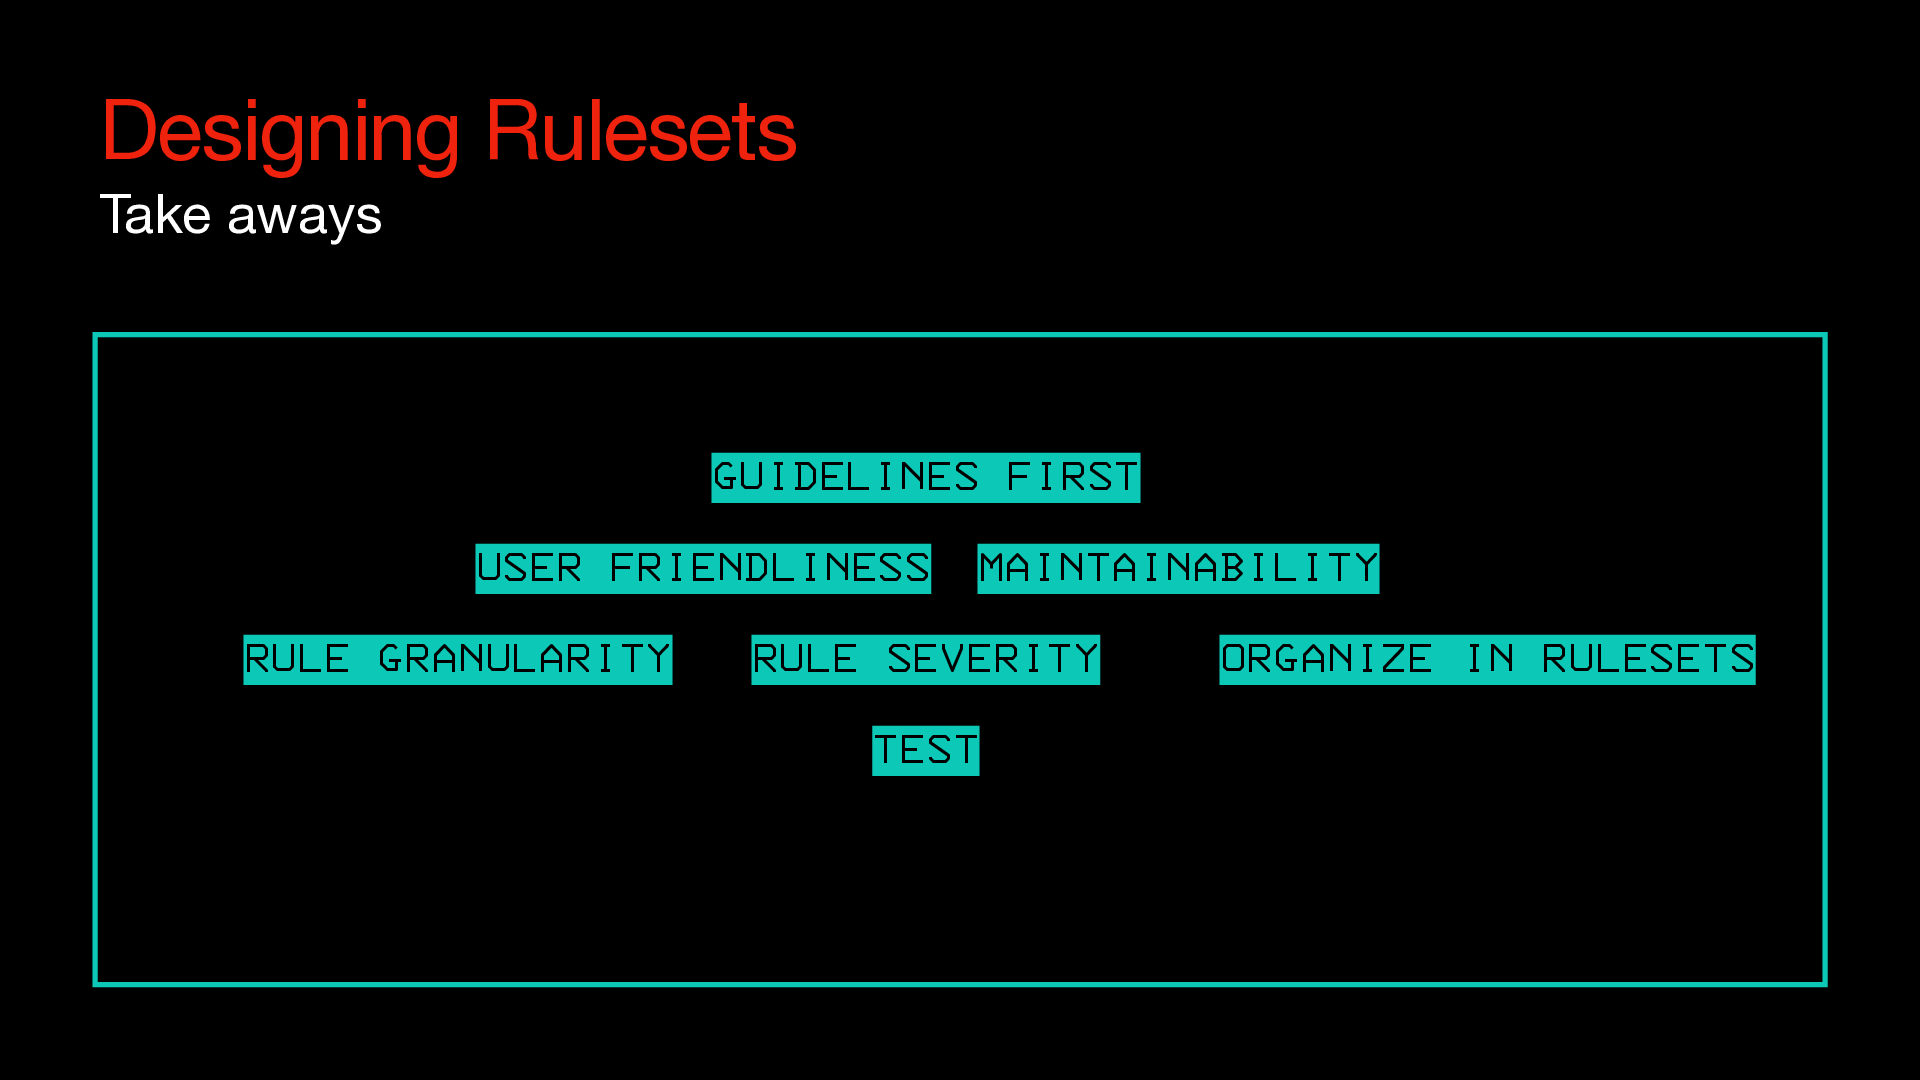 Designing Rulesets
Take aways
GUIDELINES FIRST
USER FRIENDLINESS MAINTAINABILITY
RULE GRANULARITY RULE SEVERITY ORGANIZE IN RULESETS
TEST